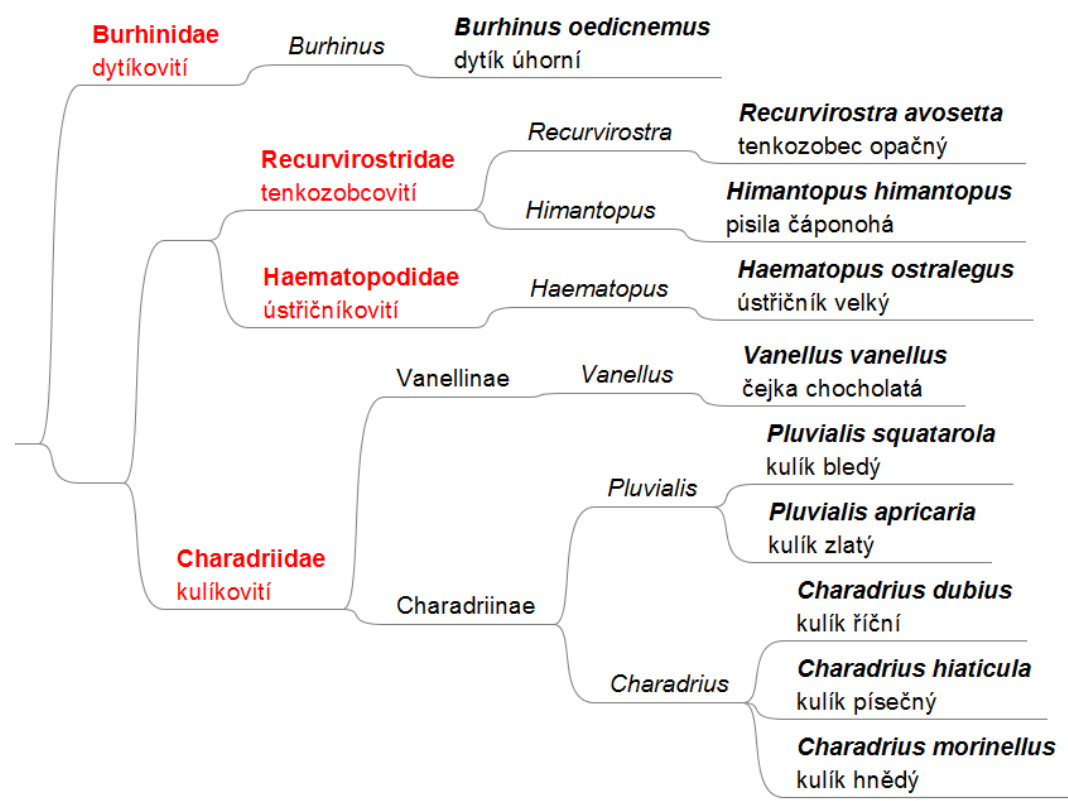 Burhinidae
dytíkovití
Burhinus
Burhinus oedicnemus
dytík úhorní
Recurvirostridae
tenkozobcovití
Recurvirostra
Recurvirostra avosetta
tenkozobec opačný
Himantopus
Himantopus himantopus
pisila čáponohá
Haematopodidae
ústřičníkovití
Haematopus
Haematopus ostralegus
ústřičník velký
Charadriidae
kulíkovití
Vanellinae
Vanellus
Vanellus vanellus
čejka chocholatá
Charadriinae
Pluvialis
Pluvialis squatarola
kulík bledý
Pluvialis apricaria
kulík zlatý
Charadrius
Charadrius dubius
kulík říční
Charadrius hiaticula
kulík písečný
Charadrius morinellus
kulík hnědý